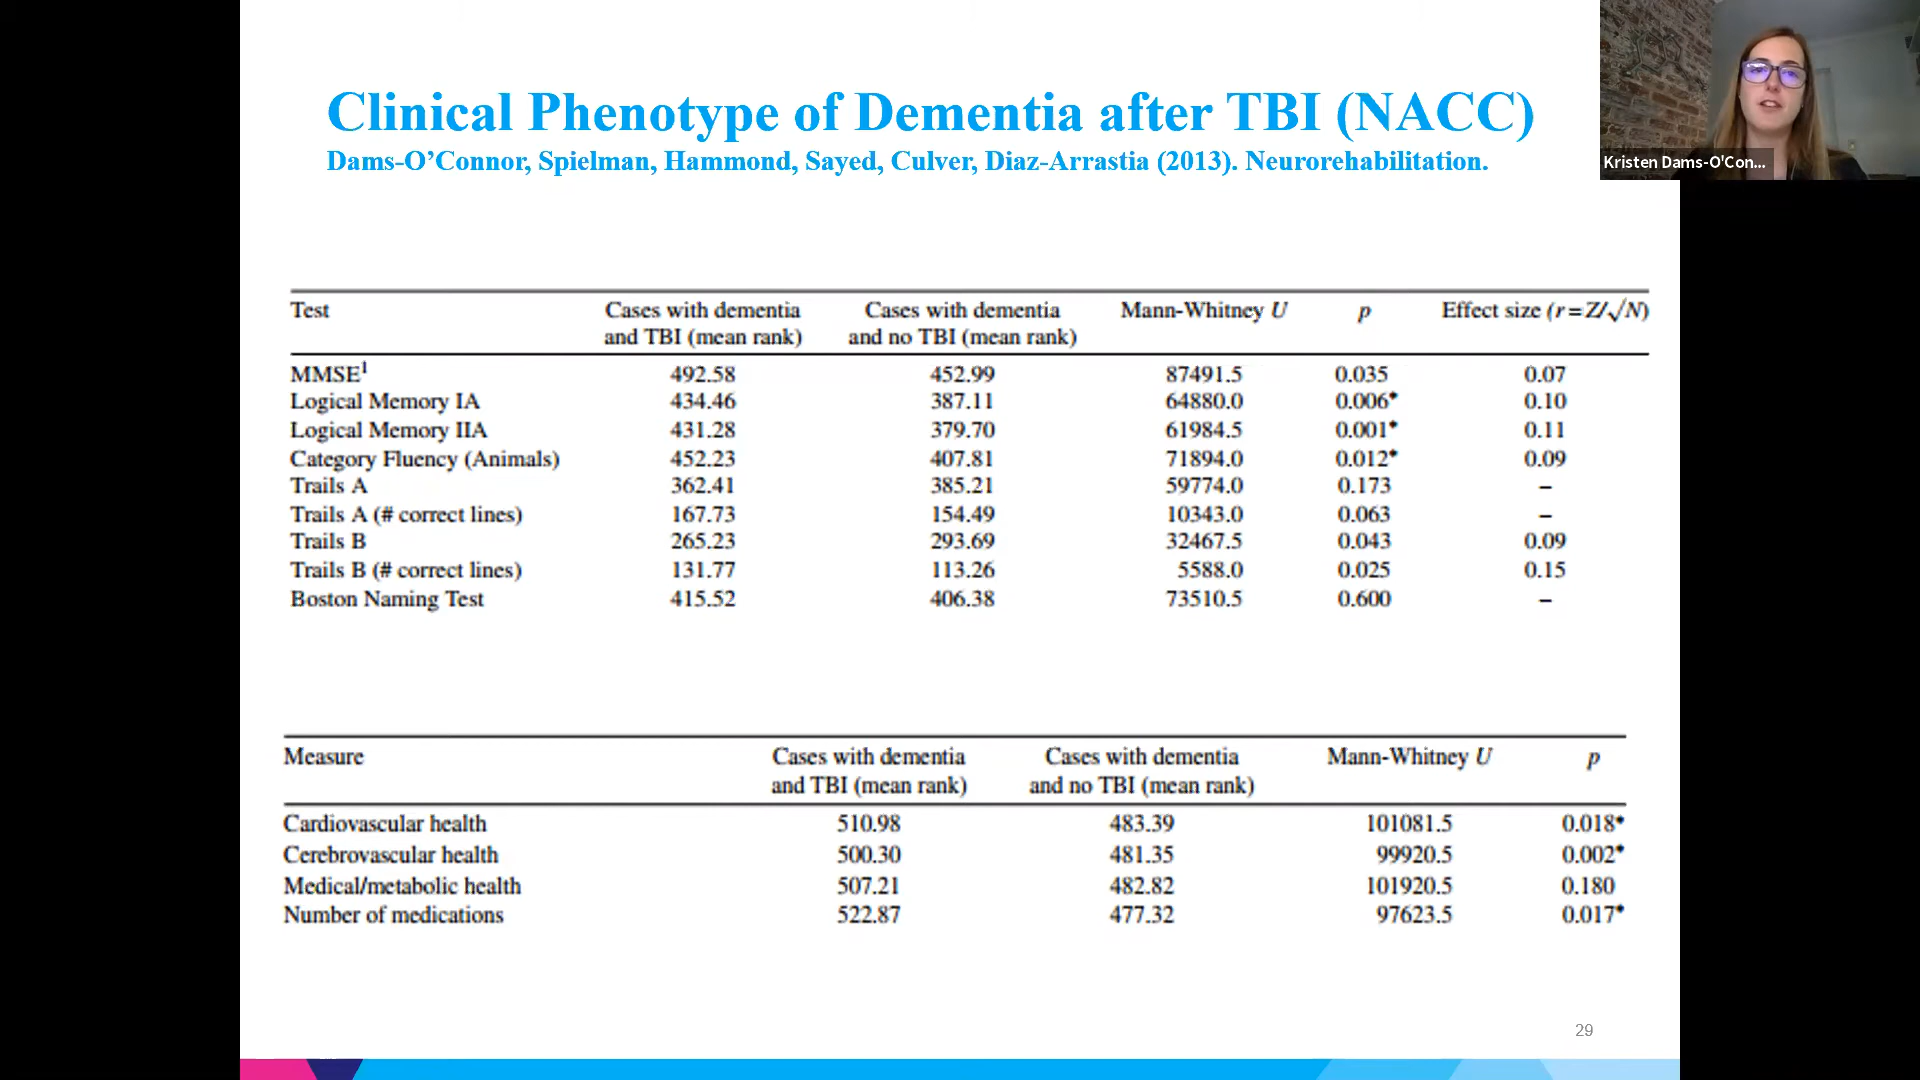 Clinical Phenotype of Dementia after TBI (NACC)
Dams-O’Connor, Spielman, Hammond, Sayed, Culver, Diaz-Arrastia (2013). Neurorehabilitation.
Kristen Dams-O'Con...
Test Cases with dementia and TBI (mean rank) Cases with dementia and no TBI (mean rank) Mann-Whitney U p Effect size (r=Z/√N)
MMSE¹ 492.58 452.99 87491.5 0.035 0.07
Logical Memory IA 434.46 387.11 64880.0 0.006* 0.10
Logical Memory IIA 431.28 379.70 61984.5 0.001* 0.11
Category Fluency (Animals) 452.23 407.81 71894.0 0.012* 0.09
Trails A 362.41 385.21 59774.0 0.173 –
Trails A (# correct lines) 167.73 154.49 10343.0 0.063 –
Trails B 265.23 293.69 32467.5 0.043 0.09
Trails B (# correct lines) 131.77 113.26 5588.0 0.025 0.15
Boston Naming Test 415.52 406.38 73510.5 0.600 –
Measure Cases with dementia and TBI (mean rank) Cases with dementia and no TBI (mean rank) Mann-Whitney U p
Cardiovascular health 510.98 483.39 101081.5 0.018*
Cerebrovascular health 500.30 481.35 99920.5 0.002*
Medical/metabolic health 507.21 482.82 101920.5 0.180
Number of medications 522.87 477.32 97623.5 0.017*
29